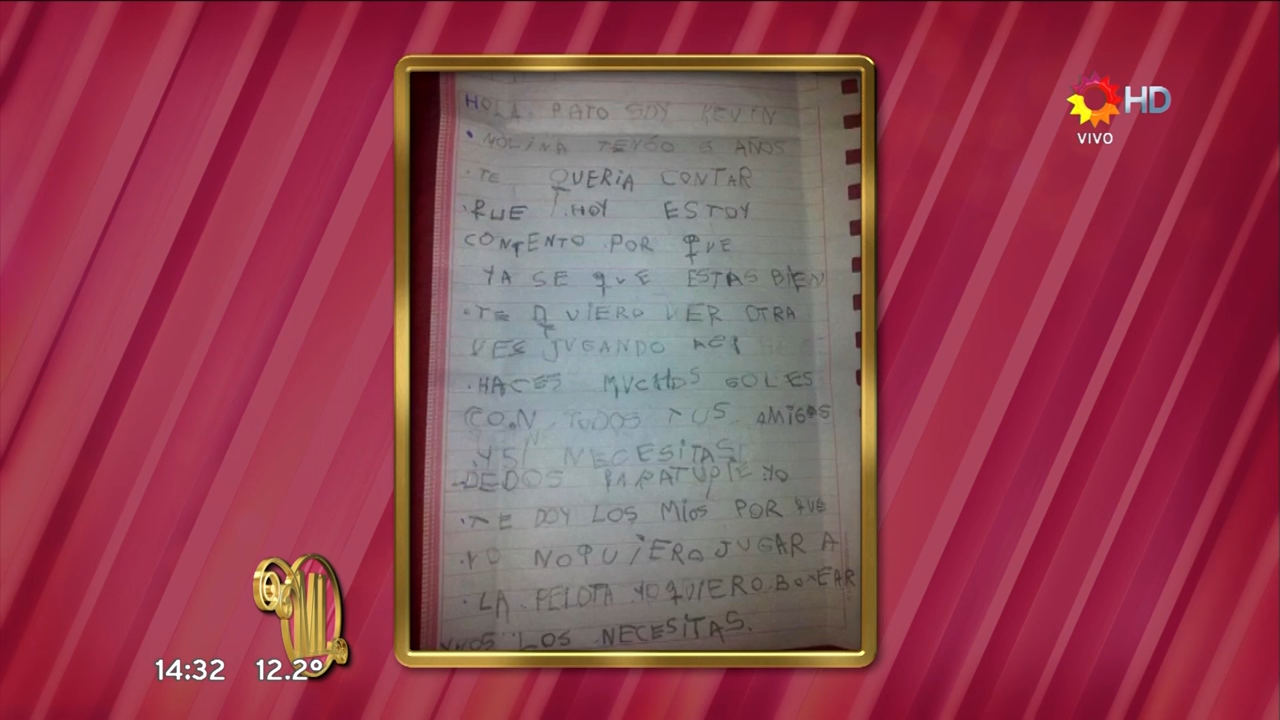 HOLA, PATO SOY KEVIN
MOLINA TENGO 6 AÑOS
TE QUERIA CONTAR
QUE HOY ESTOY
CONTENTO POR QUE
YA SE QUE ESTAS BIEN
TE QUIERO VER OTRA
VES JUGANDO
HACES MUCHOS GOLES
CON TODOS TUS AMIGOS
Y SI NECESITAS
DEDOS PARA TU PIE YO
TE DOY LOS MIOS POR QUE
YO NO QUIERO JUGAR A
LA PELOTA YO QUIERO BOXEAR
LOS NECESITAS.
HD
VIVO
14:32 12.2º